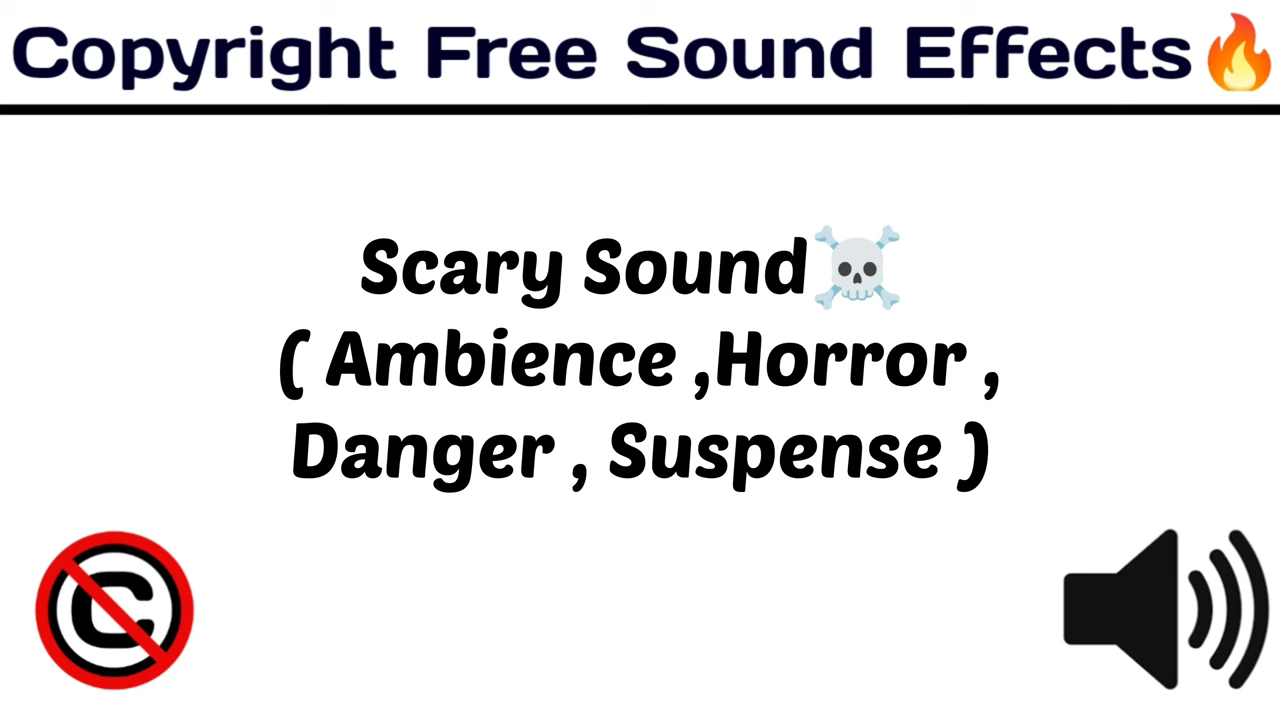 Copyright Free Sound Effects🔥
Scary Sound☠️
( Ambience ,Horror ,
Danger , Suspense )
C